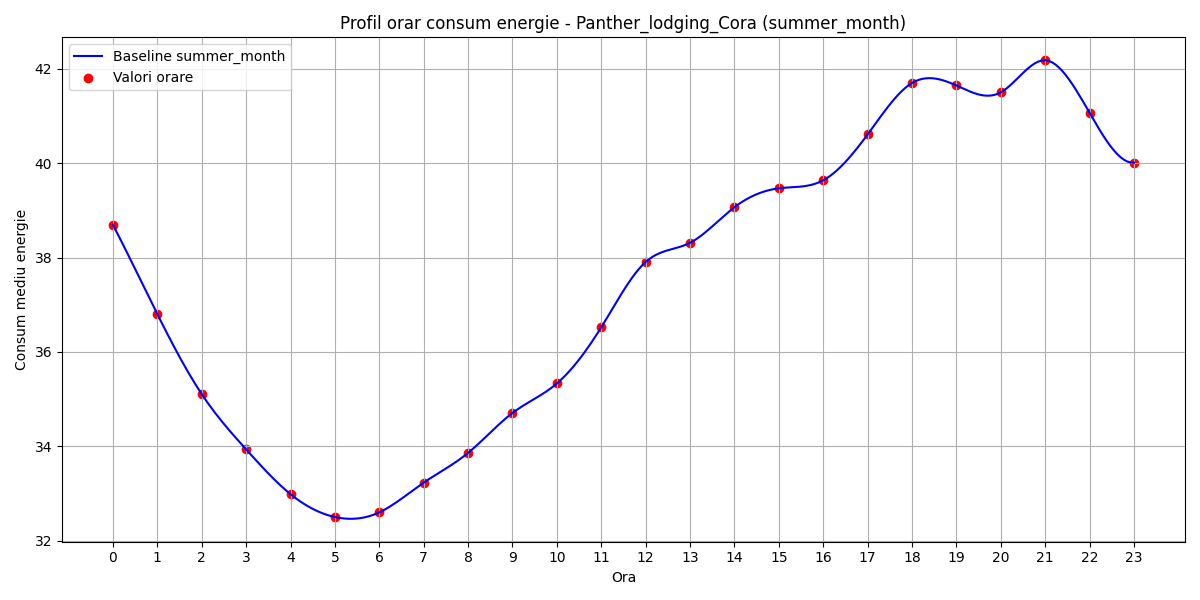 Profil orar consum energie - Panther_lodging_Cora (summer_month)
Baseline summer_month
Valori orare
Consum mediu energie
42
40
38
36
34
32
0 1 2 3 4 5 6 7 8 9 10 11 12 13 14 15 16 17 18 19 20 21 22 23
Ora